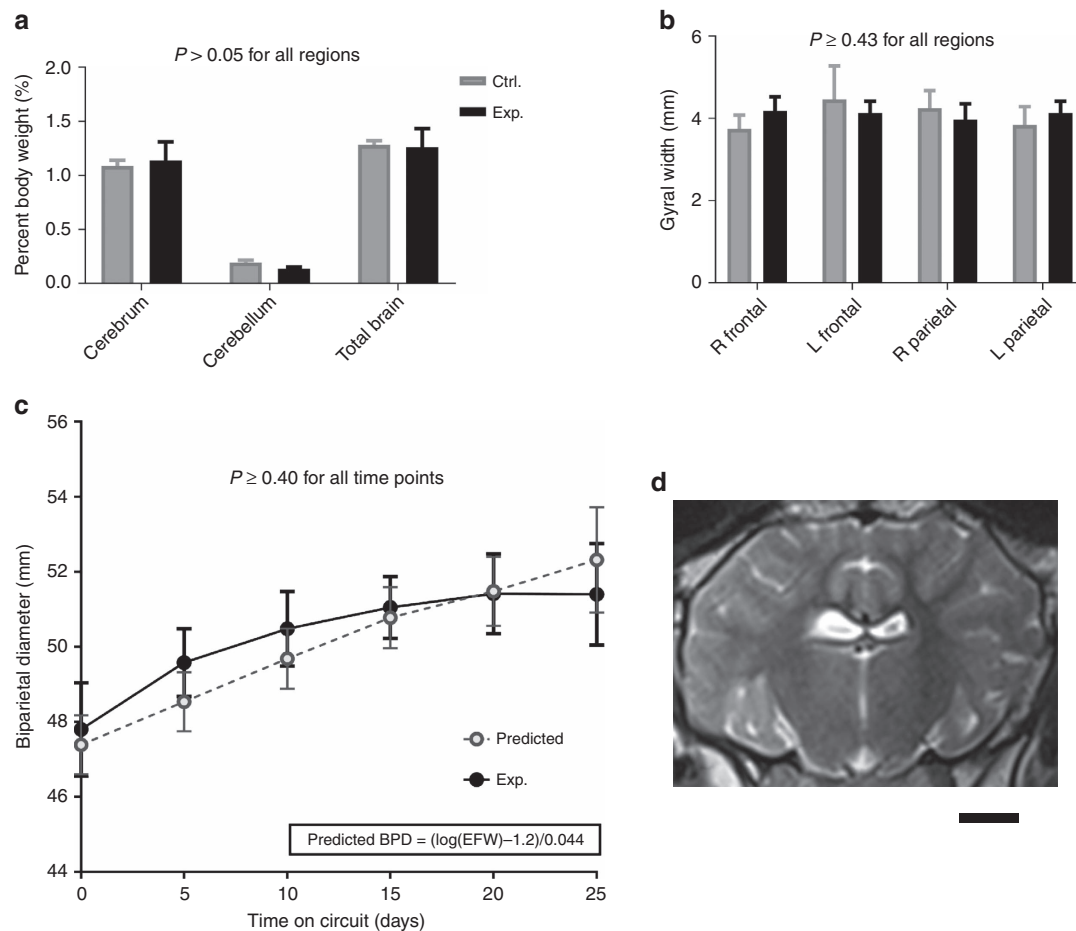 a
P > 0.05 for all regions
Percent body weight (%)
2.0
1.5
1.0
0.5
0.0
Cerebrum
Cerebellum
Total brain
Ctrl.
Exp.
b
P ≥ 0.43 for all regions
Gyral width (mm)
6
4
2
0
R frontal
L frontal
R parietal
L parietal
c
P ≥ 0.40 for all time points
Biparietal diameter (mm)
56
54
52
50
48
46
44
Predicted
Exp.
Predicted BPD = (log(EFW)–1.2)/0.044
0 5 10 15 20 25
Time on circuit (days)
d